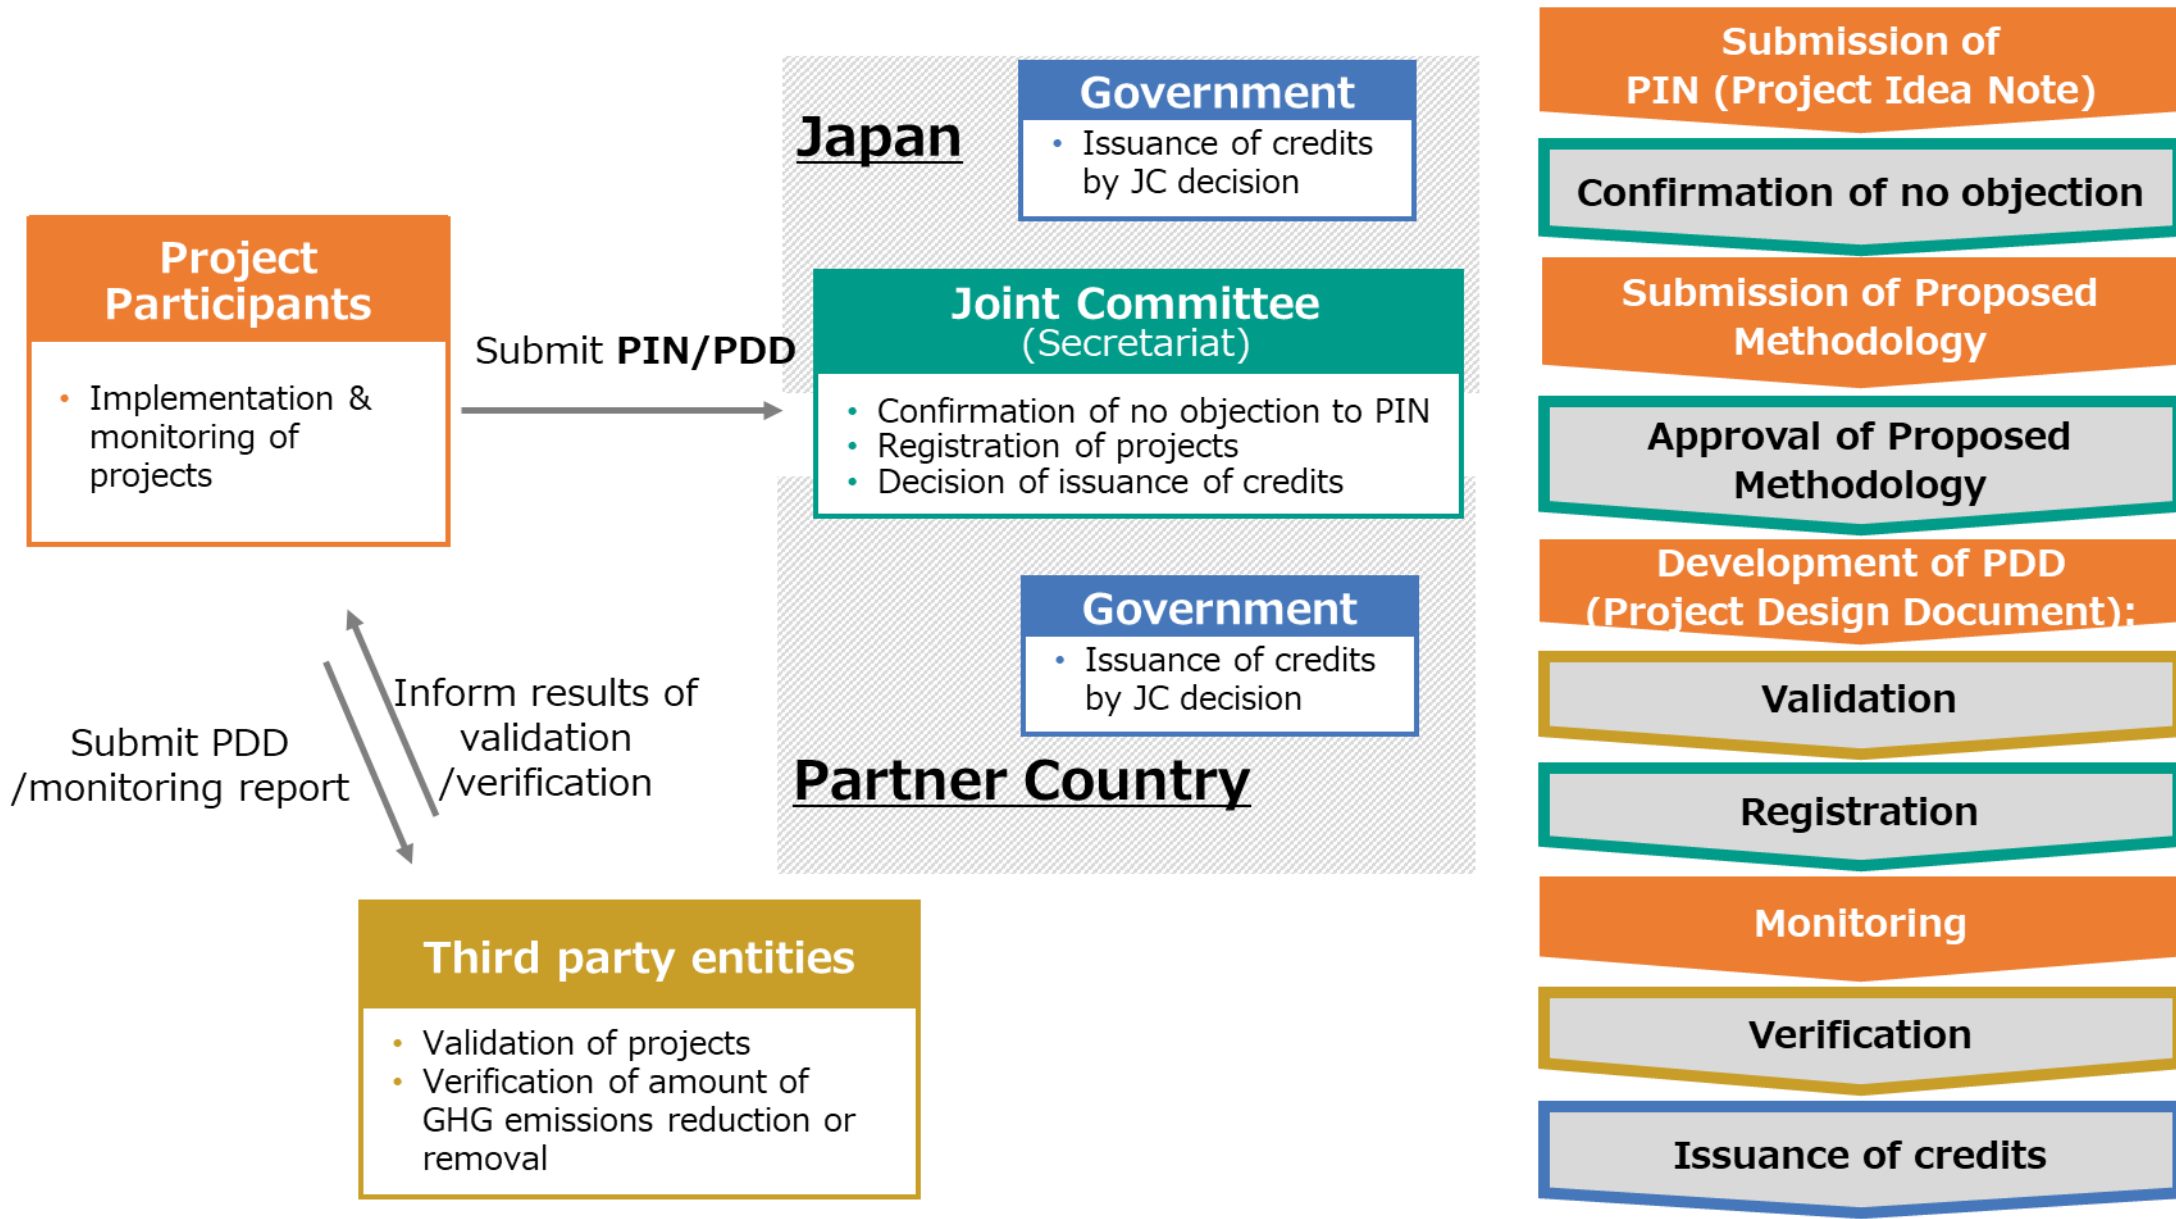 Project
Participants
• Implementation &
monitoring of
projects
Submit PIN/PDD
Submit PDD
/monitoring report
Inform results of
validation
/verification
Third party entities
• Validation of projects
• Verification of amount of
GHG emissions reduction or
removal
Japan
Government
• Issuance of credits
by JC decision
Joint Committee
(Secretariat)
• Confirmation of no objection to PIN
• Registration of projects
• Decision of issuance of credits
Government
• Issuance of credits
by JC decision
Partner Country
Submission of
PIN (Project Idea Note)
Confirmation of no objection
Submission of Proposed
Methodology
Approval of Proposed
Methodology
Development of PDD
(Project Design Document);
Validation
Registration
Monitoring
Verification
Issuance of credits